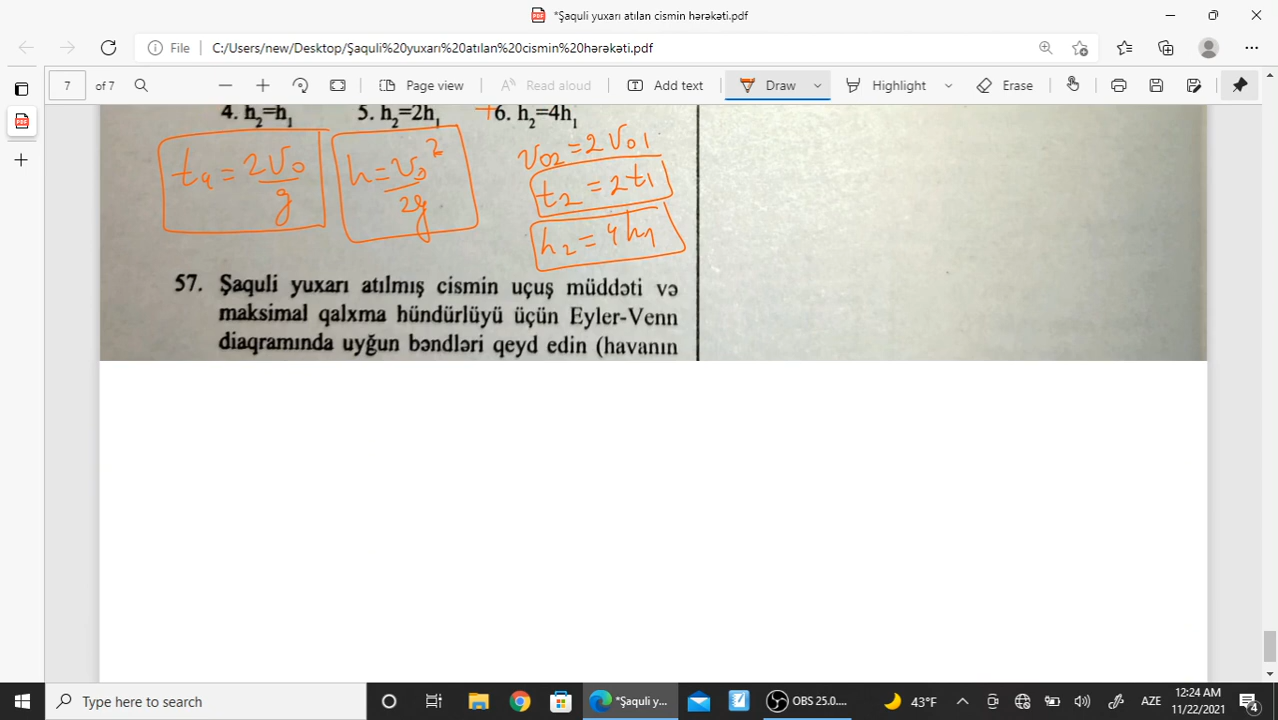 *Şaquli yuxarı atılan cismin hərəkəti.pdf
File C:/Users/new/Desktop/Şaquli%20yuxarı%20atılan%20cismin%20hərəkəti.pdf
7 of 7 Page view Read aloud Add text Draw Highlight Erase
4. h₂=h₁ 5. h₂=2h₁ +6. h₂=4h₁
v₀₂ = 2v₀₁
tᵤ = 2v₀/g h = v₀²/2g t₂ = 2t₁
h₂ = 4h₁
57. Şaquli yuxarı atılmış cismin uçuş müddəti və
maksimal qalxma hündürlüyü üçün Eyler-Venn
diaqramında uyğun bəndləri qeyd edin (havanın
Type here to search *Şaquli y... OBS 25.0.... 43°F AZE 12:24 AM
11/22/2021 4